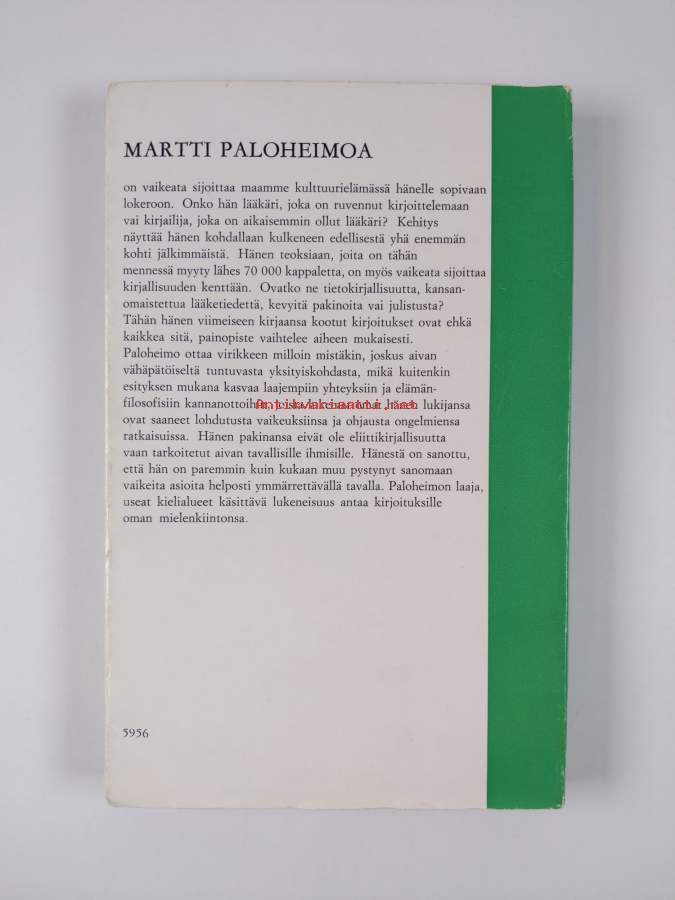 MARTTI PALOHEIMOA
on vaikeata sijoittaa maamme kulttuurielämässä hänelle sopivaan
lokeroon. Onko hän lääkäri, joka on ruvennut kirjoittelemaan
vai kirjailija, joka on aikaisemmin ollut lääkäri? Kehitys
näyttää hänen kohdallaan kulkeneen edellisestä yhä enemmän
kohti jälkimmäistä. Hänen teoksiaan, joita on tähän
mennessä myyty lähes 70 000 kappaletta, on myös vaikeata sijoittaa
kirjallisuuden kenttään. Ovatko ne tietokirjallisuutta, kansan-
omaistettua lääketiedettä, kevyitä pakinoita vai julistusta?
Tähän hänen viimeiseen kirjaansa kootut kirjoitukset ovat ehkä
kaikkea sitä, painopiste vaihtelee aiheen mukaisesti.
Paloheimo ottaa virikkeen milloin mistäkin, joskus aivan
vähäpätöiseltä tuntuvasta yksityiskohdasta, mikä kuitenkin
esityksen mukana kasvaa laajempiin yhteyksiin ja elämän-
filosofisiin kannanottoihin, joista lukemattomat hänen lukijansa
Antikvariaatti.net
ovat saaneet lohdutusta vaikeuksiinsa ja ohjausta ongelmiensa
ratkaisuissa. Hänen pakinansa eivät ole eliittikirjallisuutta
vaan tarkoitetut aivan tavallisille ihmisille. Hänestä on sanottu,
että hän on paremmin kuin kukaan muu pystynyt sanomaan
vaikeita asioita helposti ymmärrettävällä tavalla. Paloheimon laaja,
useat kielialueet käsittävä lukeneisuus antaa kirjoituksille
oman mielenkiintonsa.
5956